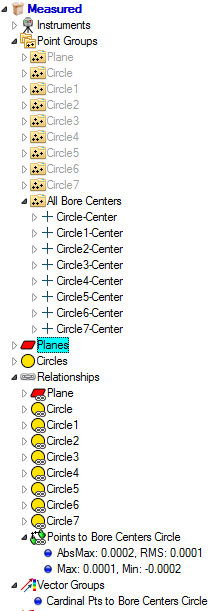 Measured
Instruments
Point Groups
Plane
Circle
Circle1
Circle2
Circle3
Circle4
Circle5
Circle6
Circle7
All Bore Centers
Circle-Center
Circle1-Center
Circle2-Center
Circle3-Center
Circle4-Center
Circle5-Center
Circle6-Center
Circle7-Center
Planes
Circles
Relationships
Plane
Circle
Circle1
Circle2
Circle3
Circle4
Circle5
Circle6
Circle7
Points to Bore Centers Circle
AbsMax: 0.0002, RMS: 0.0001
Max: 0.0001, Min: -0.0002
Vector Groups
Cardinal Pts to Bore Centers Circle